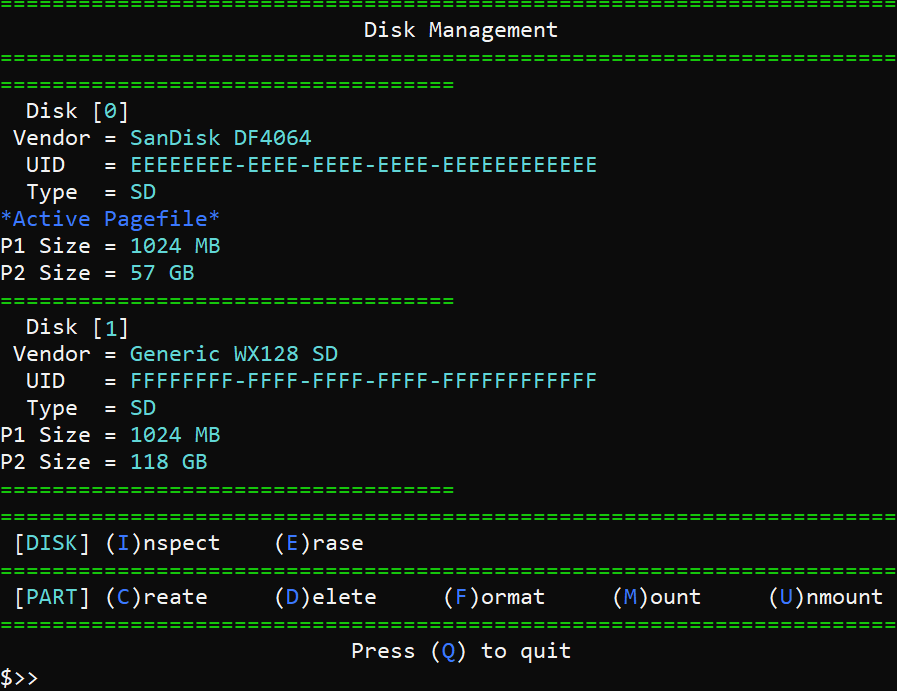 =====================================================================
Disk Management
=====================================================================
===================================
Disk [0]
Vendor = SanDisk DF4064
UID   = EEEEEEEE-EEEE-EEEE-EEEE-EEEEEEEEEEEE
Type  = SD
*Active Pagefile*
P1 Size = 1024 MB
P2 Size = 57 GB
===================================
Disk [1]
Vendor = Generic WX128 SD
UID   = FFFFFFFF-FFFF-FFFF-FFFF-FFFFFFFFFFFF
Type  = SD
P1 Size = 1024 MB
P2 Size = 118 GB
===================================
=====================================================================
[DISK] (I)nspect    (E)rase
=====================================================================
[PART] (C)reate     (D)elete     (F)ormat     (M)ount     (U)nmount
=====================================================================
Press (Q) to quit
$>>